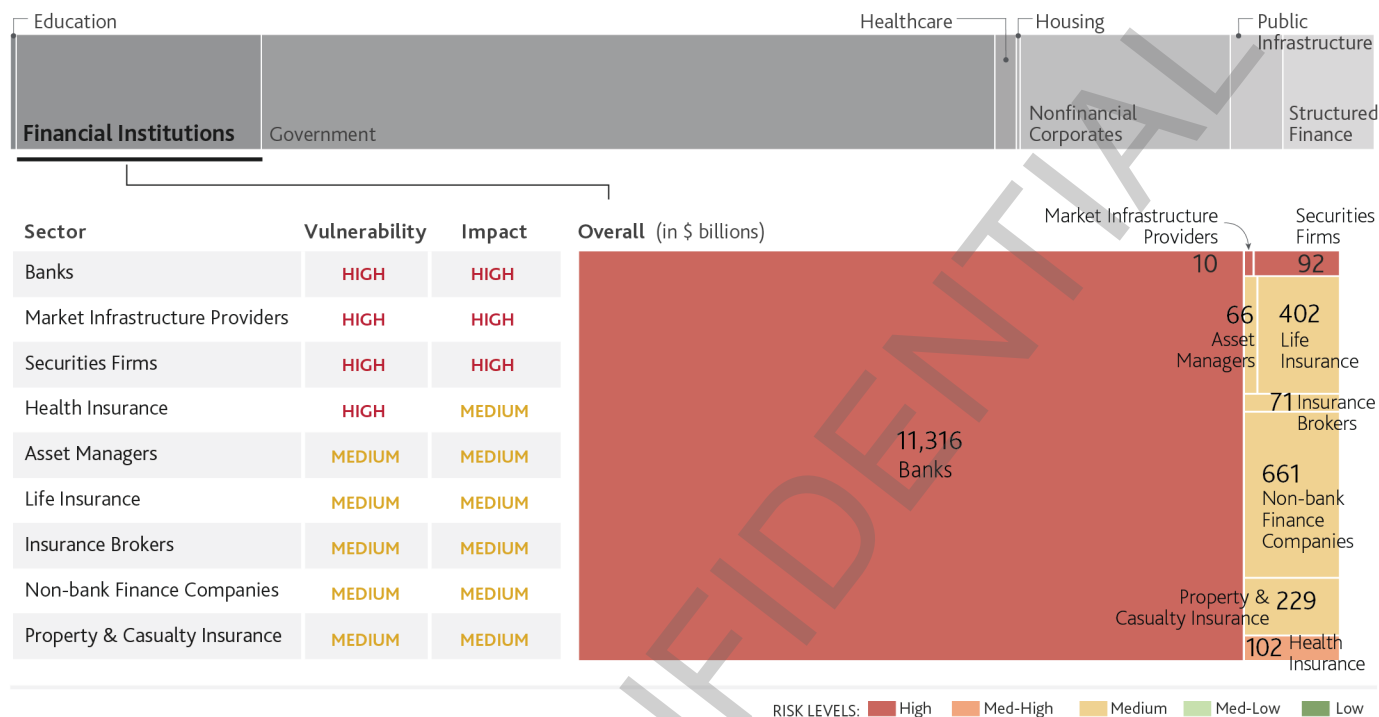 Education
Healthcare
Housing
Public
Infrastructure
Financial Institutions
Government
Nonfinancial
Corporates
Structured
Finance
Sector Vulnerability Impact
Banks HIGH HIGH
Market Infrastructure Providers HIGH HIGH
Securities Firms HIGH HIGH
Health Insurance HIGH MEDIUM
Asset Managers MEDIUM MEDIUM
Life Insurance MEDIUM MEDIUM
Insurance Brokers MEDIUM MEDIUM
Non-bank Finance Companies MEDIUM MEDIUM
Property & Casualty Insurance MEDIUM MEDIUM
Overall (in $ billions)
Market Infrastructure
Providers
10
Securities
Firms
92
66
Asset
Managers
402
Life
Insurance
71 Insurance
Brokers
11,316
Banks
661
Non-bank
Finance
Companies
Property &
Casualty Insurance
229
102 Health
Insurance
RISK LEVELS: High Med-High Medium Med-Low Low
FIDENTIAL